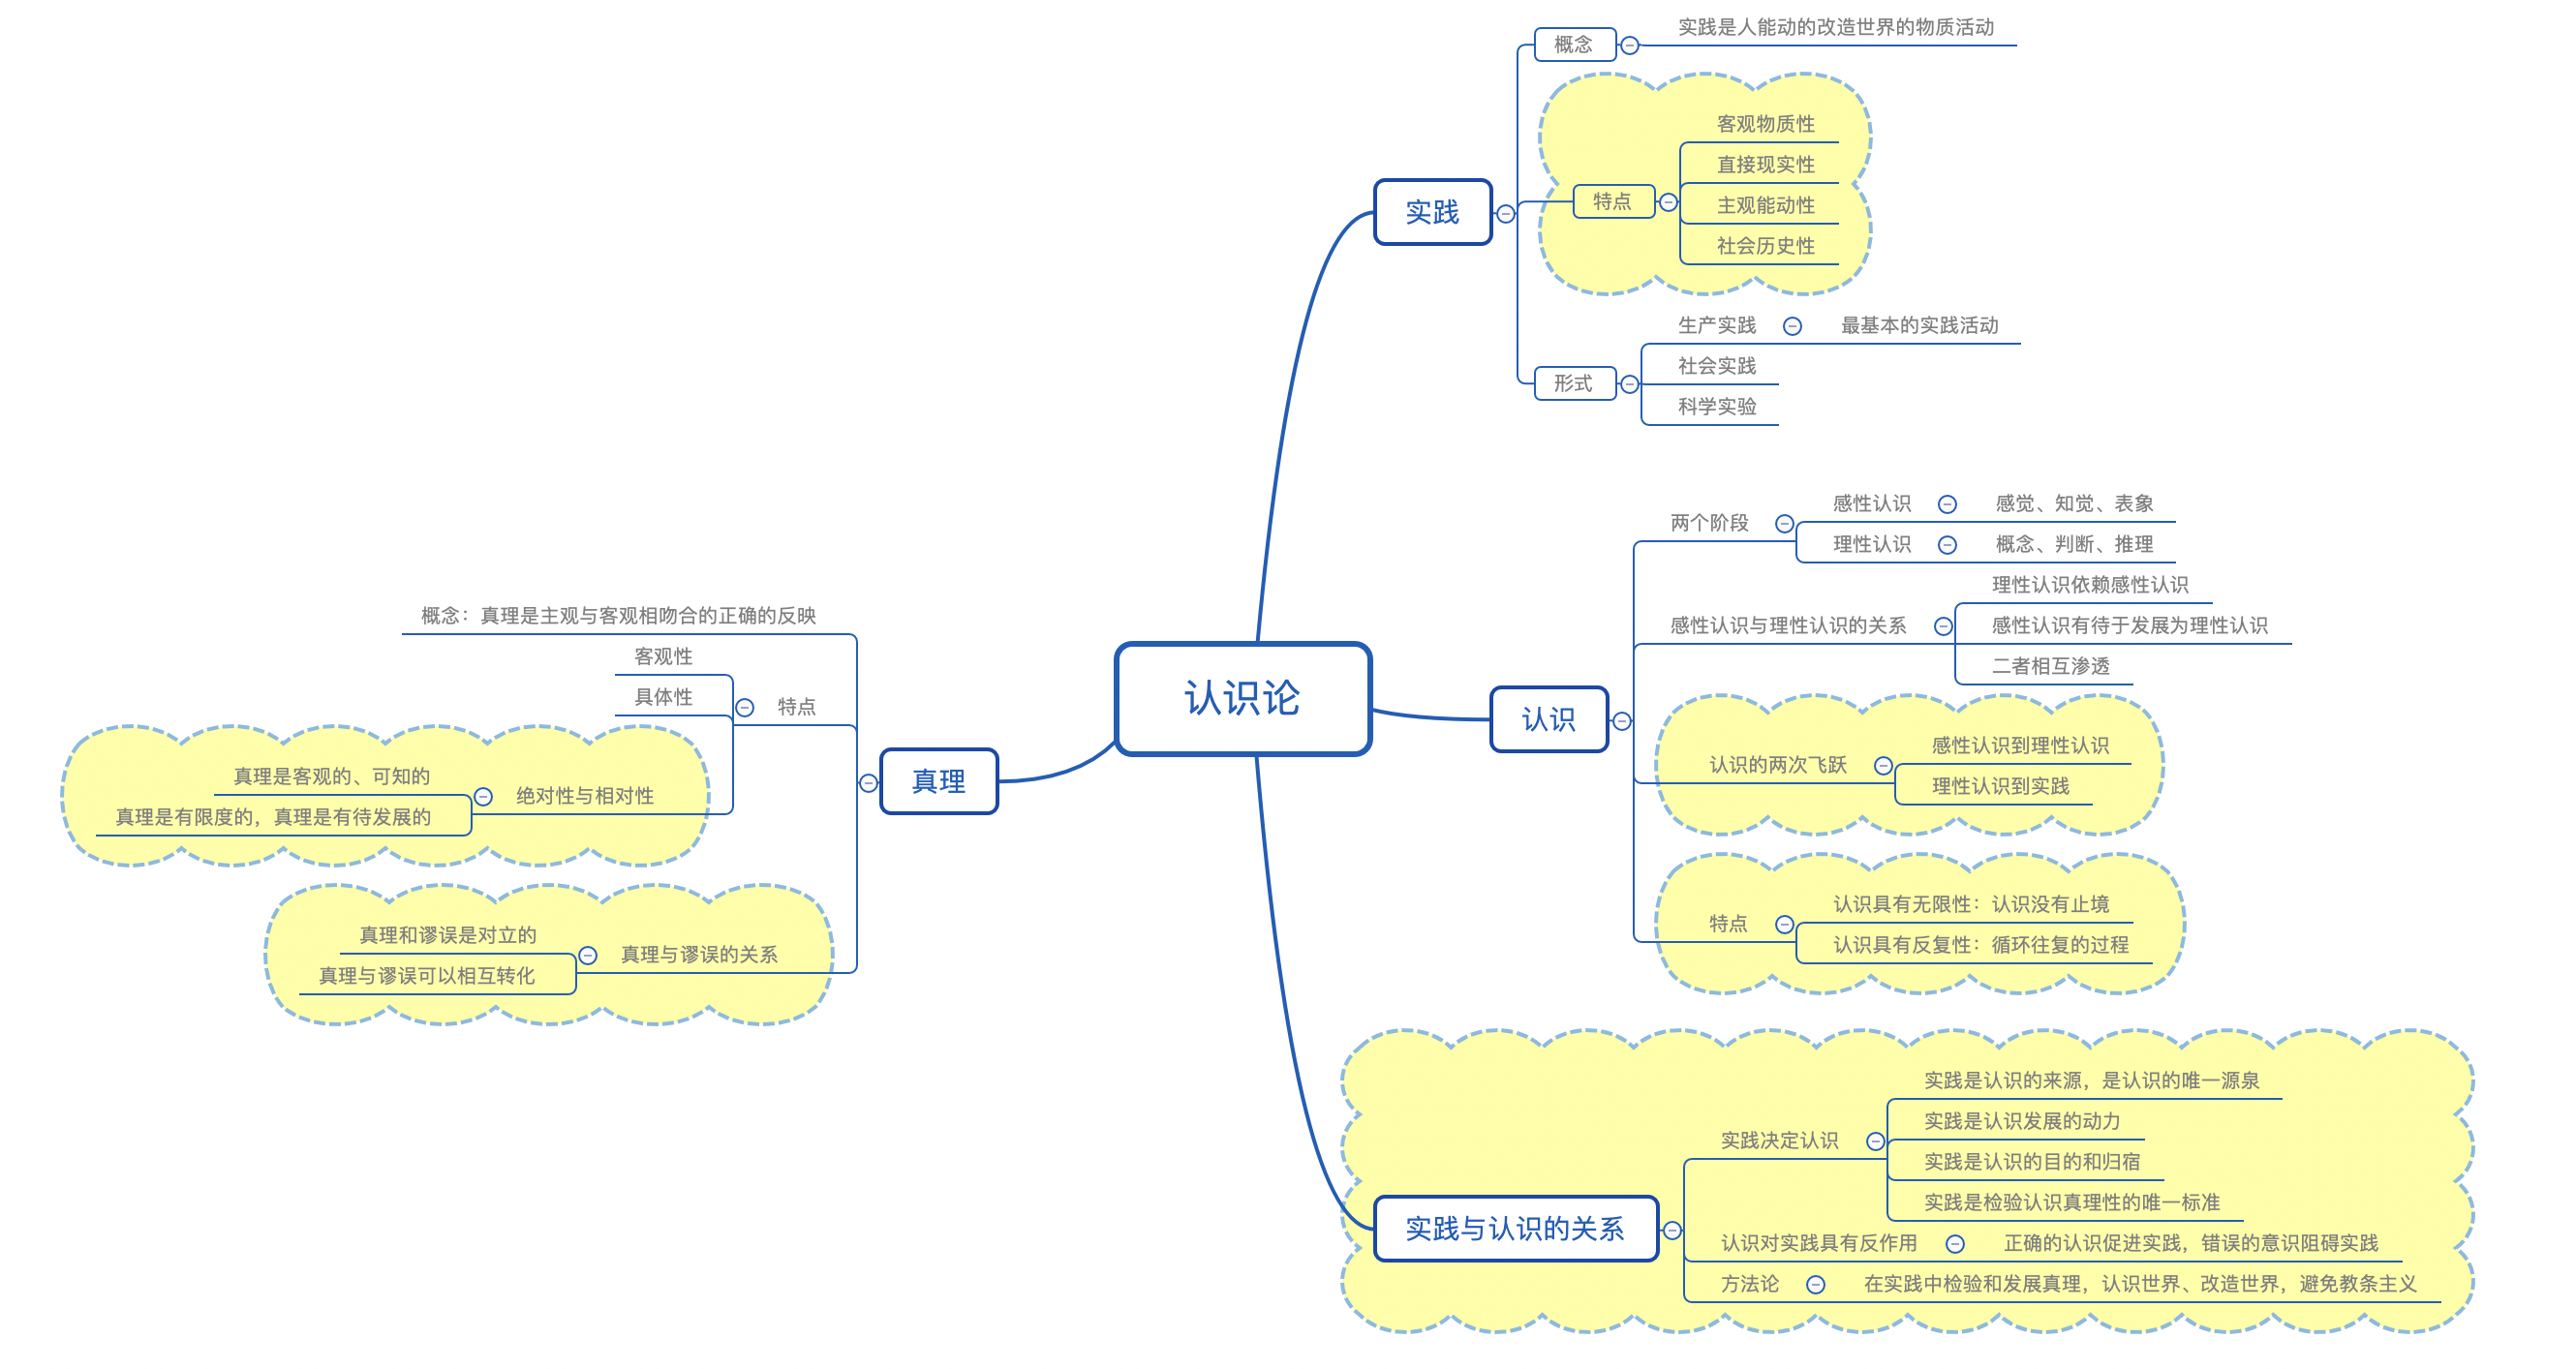 认识论
实践
概念
实践是人能动的改造世界的物质活动
特点
客观物质性
直接现实性
主观能动性
社会历史性
形式
生产实践
最基本的实践活动
社会实践
科学实验
认识
两个阶段
感性认识
感觉、知觉、表象
理性认识
概念、判断、推理
感性认识与理性认识的关系
理性认识依赖感性认识
感性认识有待于发展为理性认识
二者相互渗透
认识的两次飞跃
感性认识到理性认识
理性认识到实践
特点
认识具有无限性：认识没有止境
认识具有反复性：循环往复的过程
实践与认识的关系
实践决定认识
实践是认识的来源，是认识的唯一源泉
实践是认识发展的动力
实践是认识的目的和归宿
实践是检验认识真理性的唯一标准
认识对实践具有反作用
正确的认识促进实践，错误的意识阻碍实践
方法论
在实践中检验和发展真理，认识世界、改造世界，避免教条主义
真理
概念：真理是主观与客观相吻合的正确的反映
特点
客观性
具体性
绝对性与相对性
真理是客观的、可知的
真理是有限度的，真理是有待发展的
真理与谬误的关系
真理和谬误是对立的
真理与谬误可以相互转化